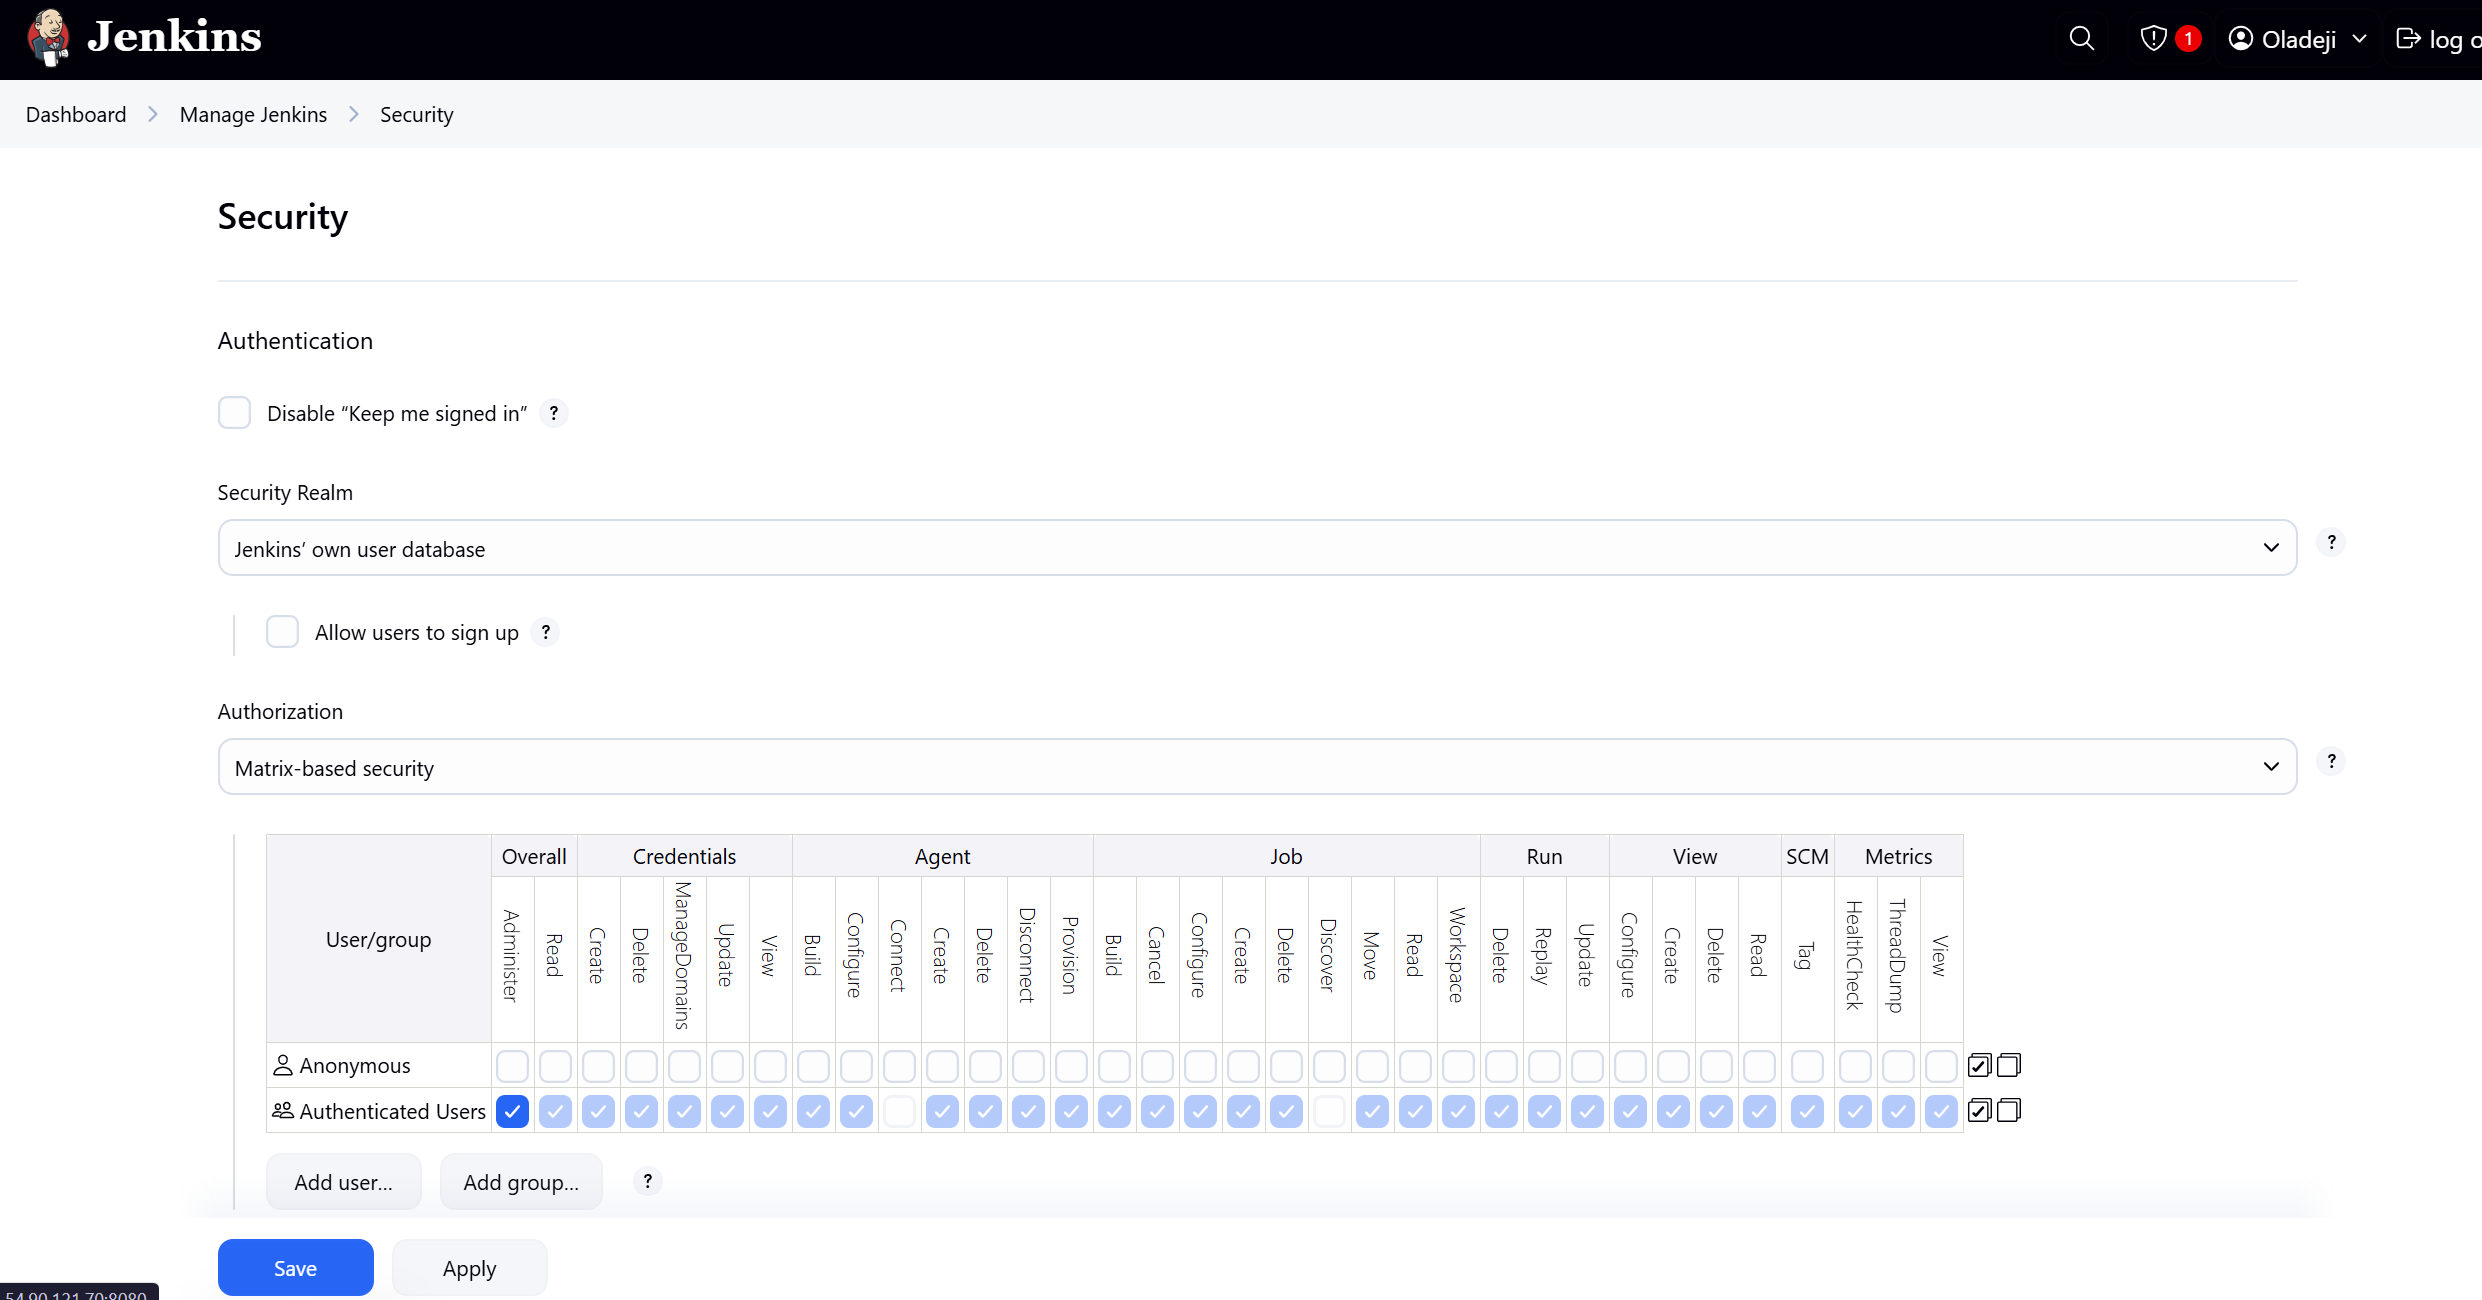 Jenkins
1 Oladeji log o
Dashboard Manage Jenkins Security
Security
Authentication
Disable “Keep me signed in” ?
Security Realm
Jenkins’ own user database
?
Allow users to sign up ?
Authorization
Matrix-based security
?
User/group
Overall Credentials Agent Job Run View SCM Metrics
Administer Read Create Delete ManageDomains Update View Build Configure Connect Create Delete Disconnect Provision Build Cancel Configure Create Delete Discover Move Read Workspace Delete Replay Update Configure Create Delete Read Tag HealthCheck ThreadDump View
Anonymous
Authenticated Users
Add user... Add group... ?
Save Apply
54.90.121.70:8080